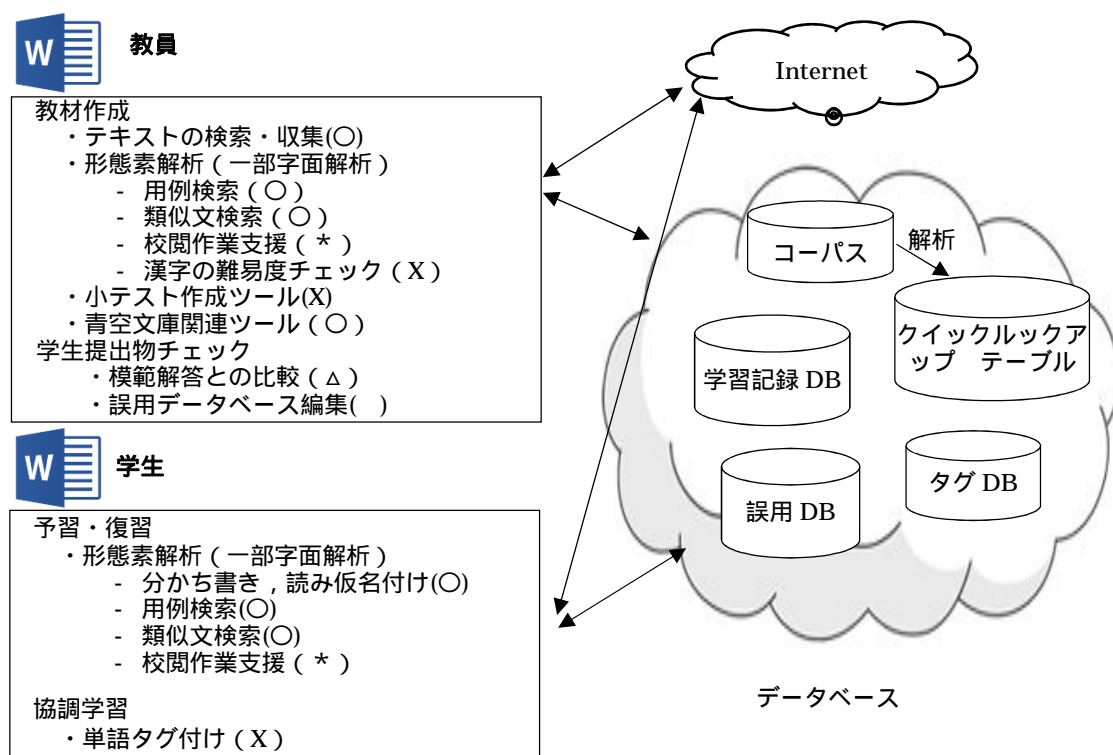 W
教員
教材作成
・テキストの検索・収集(〇)
・形態素解析（一部字面解析）
- 用例検索（〇）
- 類似文検索（〇）
- 校閲作業支援（*）
- 漢字の難易度チェック（X）
・小テスト作成ツール(X)
・青空文庫関連ツール（〇）
学生提出物チェック
・模範解答との比較（△）
・誤用データベース編集(　)
W
学生
予習・復習
・形態素解析（一部字面解析）
- 分かち書き，読み仮名付け(〇)
- 用例検索(〇)
- 類似文検索(〇)
- 校閲作業支援（*）
協調学習
・単語タグ付け（X）
Internet
コーパス
解析
クイックルックア
ップ　テーブル
学習記録 DB
タグ DB
誤用 DB
データベース